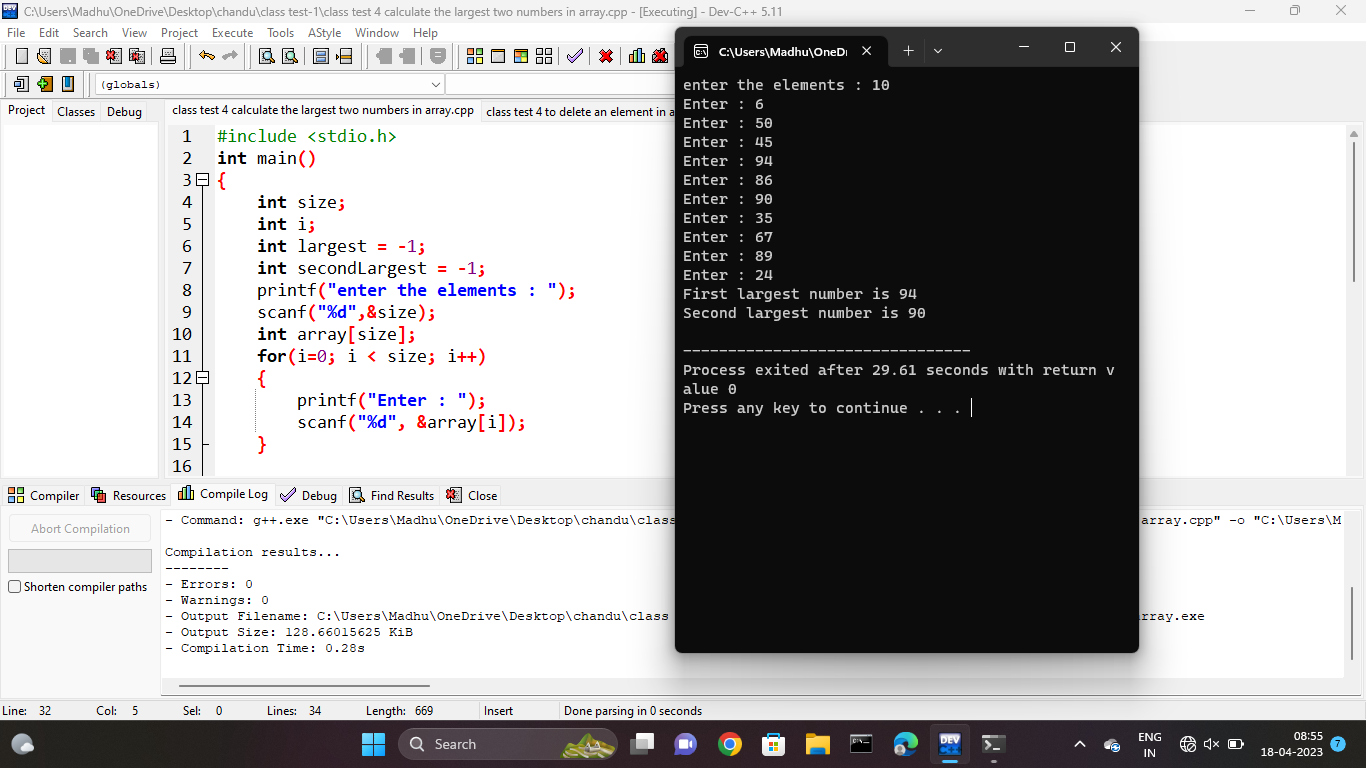 C:\Users\Madhu\OneDrive\Desktop\chandu\class test-1\class test 4 calculate the largest two numbers in array.cpp - [Executing] - Dev-C++ 5.11
File Edit Search View Project Execute Tools AStyle Window Help
(globals)
Project Classes Debug
class test 4 calculate the largest two numbers in array.cpp class test 4 to delete an element in a
1 #include <stdio.h>
2 int main()
3 {
4 int size;
5 int i;
6 int largest = -1;
7 int secondLargest = -1;
8 printf("enter the elements : ");
9 scanf("%d",&size);
10 int array[size];
11 for(i=0; i < size; i++)
12 {
13 printf("Enter : ");
14 scanf("%d", &array[i]);
15 }
16
C:\Users\Madhu\OneDr
enter the elements : 10
Enter : 6
Enter : 50
Enter : 45
Enter : 94
Enter : 86
Enter : 90
Enter : 35
Enter : 67
Enter : 89
Enter : 24
First largest number is 94
Second largest number is 90
--------------------------------
Process exited after 29.61 seconds with return v
alue 0
Press any key to continue . . .
Compiler Resources Compile Log Debug Find Results Close
Abort Compilation
Shorten compiler paths
- Command: g++.exe "C:\Users\Madhu\OneDrive\Desktop\chandu\class array.cpp" -o "C:\Users\M
Compilation results...
--------
- Errors: 0
- Warnings: 0
- Output Filename: C:\Users\Madhu\OneDrive\Desktop\chandu\class rray.exe
- Output Size: 128.66015625 KiB
- Compilation Time: 0.28s
Line: 32 Col: 5 Sel: 0 Lines: 34 Length: 669 Insert Done parsing in 0 seconds
Search
DEV
ENG
IN
08:55
18-04-2023
7